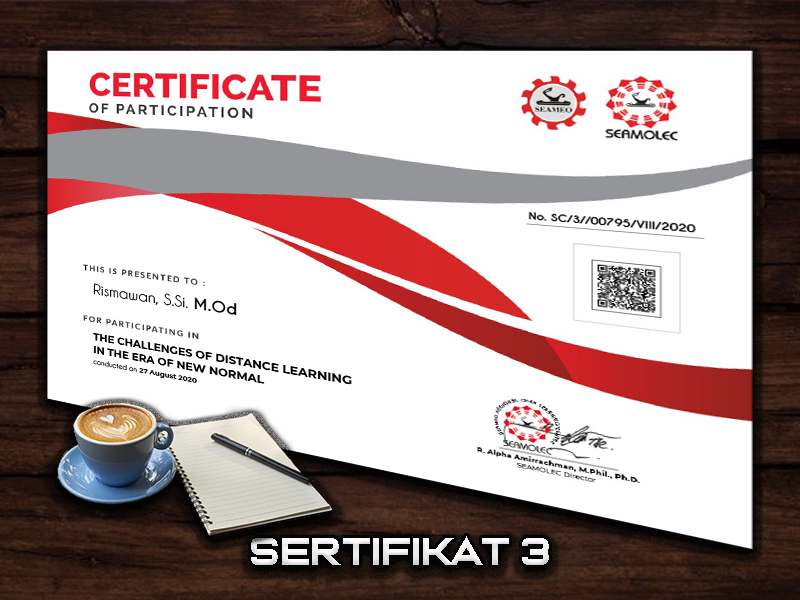 CERTIFICATE
OF PARTICIPATION
SEAMEO
SEAMOLEC
No. SC/3//00795/VIII/2020
THIS IS PRESENTED TO :
Rismawan, S.Si. M.Od
FOR PARTICIPATING IN
THE CHALLENGES OF DISTANCE LEARNING
IN THE ERA OF NEW NORMAL
conducted on 27 August 2020
SEAMOLEC
R. Alpha Amirrachman, M.Phil., Ph.D.
SEAMOLEC Director
SERTIFIKAT 3